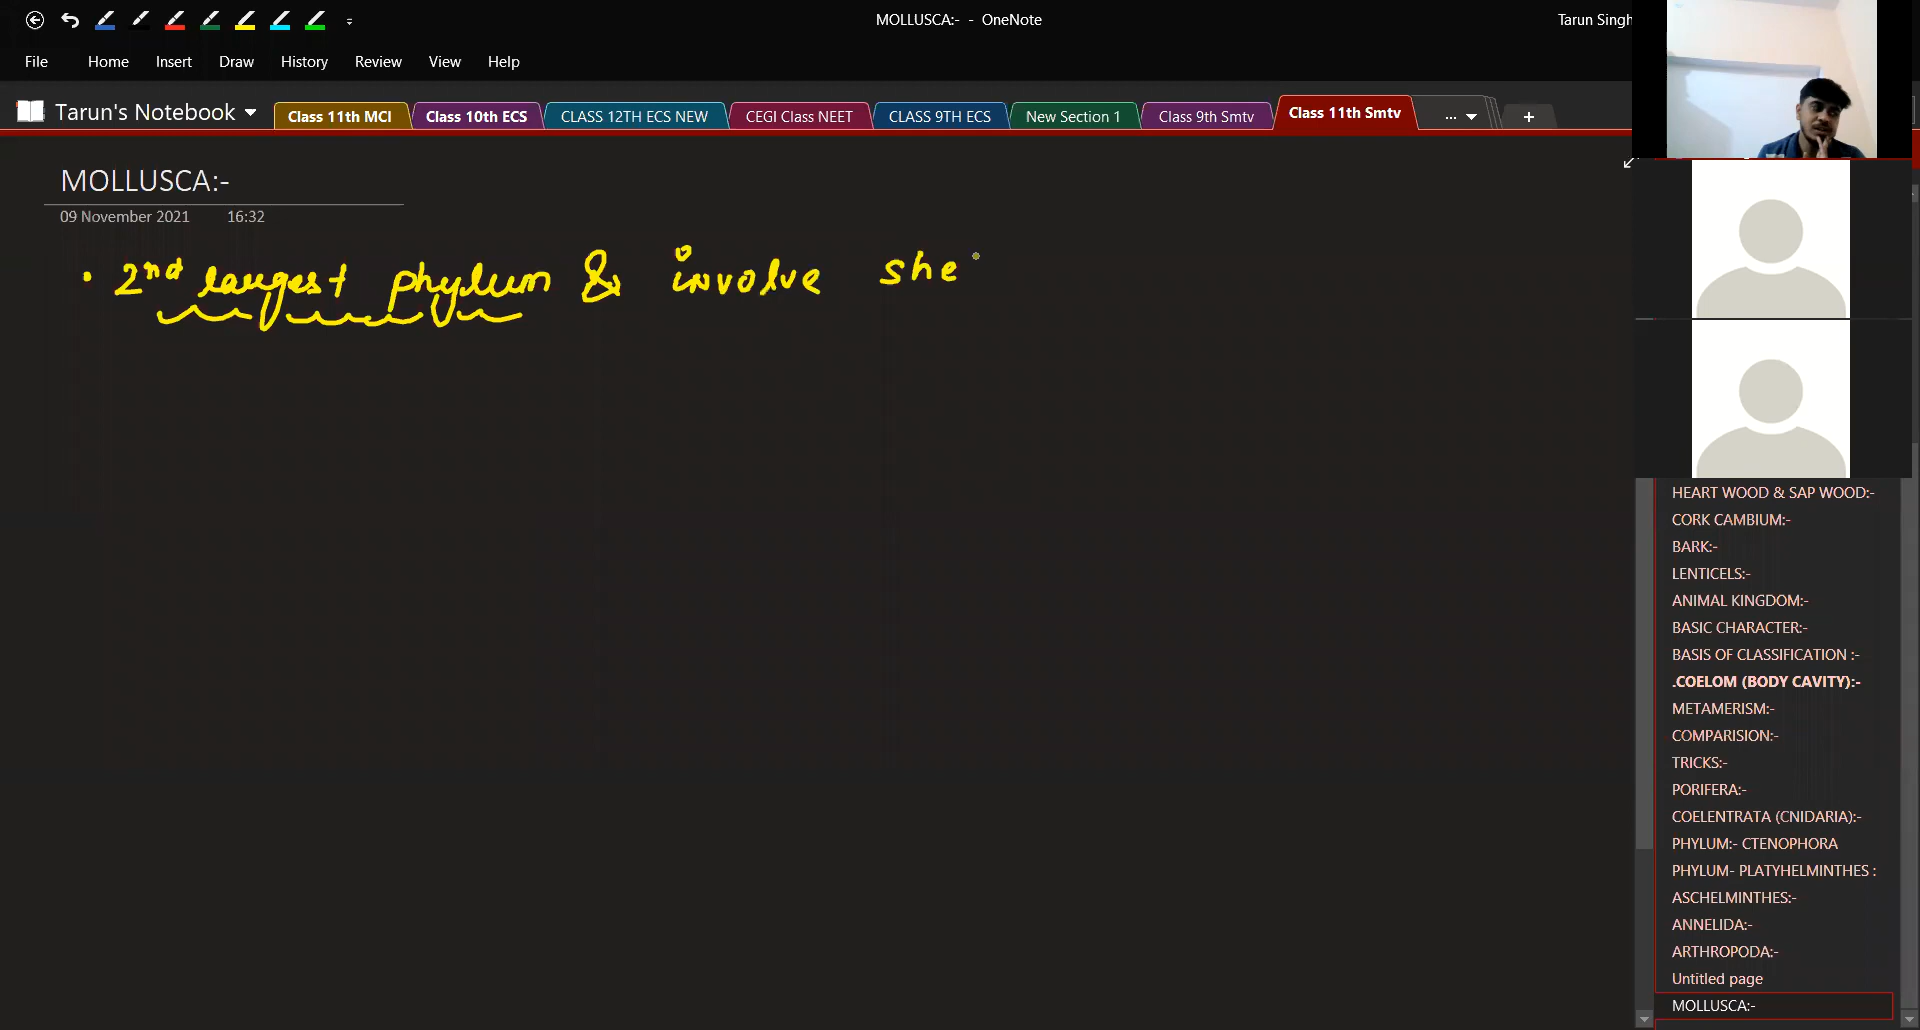 MOLLUSCA:- - OneNote
Tarun Singh
File Home Insert Draw History Review View Help
Tarun's Notebook
Class 11th MCI
Class 10th ECS
CLASS 12TH ECS NEW
CEGI Class NEET
CLASS 9TH ECS
New Section 1
Class 9th Smtv
Class 11th Smtv
...
+
MOLLUSCA:-
09 November 2021 16:32
• 2nd largest phylum & involve she
HEART WOOD & SAP WOOD:-
CORK CAMBIUM:-
BARK:-
LENTICELS:-
ANIMAL KINGDOM:-
BASIC CHARACTER:-
BASIS OF CLASSIFICATION :-
.COELOM (BODY CAVITY):-
METAMERISM:-
COMPARISION:-
TRICKS:-
PORIFERA:-
COELENTRATA (CNIDARIA):-
PHYLUM:- CTENOPHORA
PHYLUM- PLATYHELMINTHES :
ASCHELMINTHES:-
ANNELIDA:-
ARTHROPODA:-
Untitled page
MOLLUSCA:-